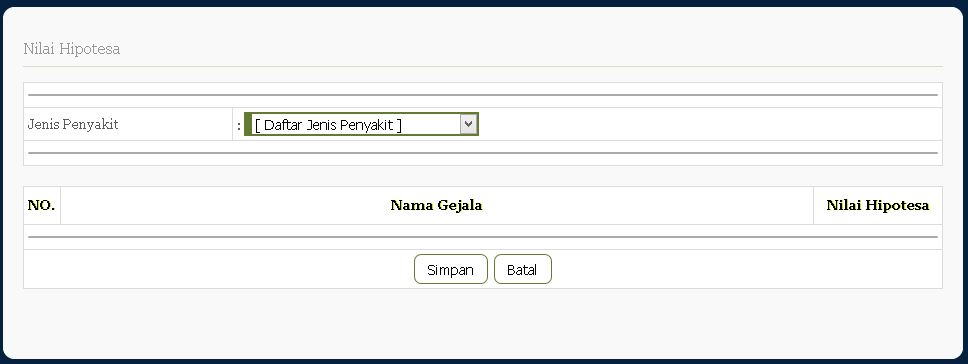 Nilai Hipotesa
Jenis Penyakit : [ Daftar Jenis Penyakit ]
NO. Nama Gejala Nilai Hipotesa
Simpan Batal